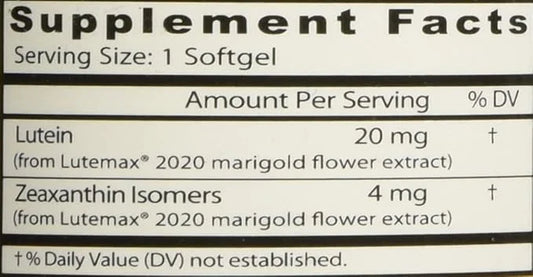 Supplement Facts
Serving Size: 1 Softgel
Amount Per Serving % DV
Lutein 20 mg †
(from Lutemax® 2020 marigold flower extract)
Zeaxanthin Isomers 4 mg †
(from Lutemax® 2020 marigold flower extract)
† % Daily Value (DV) not established.